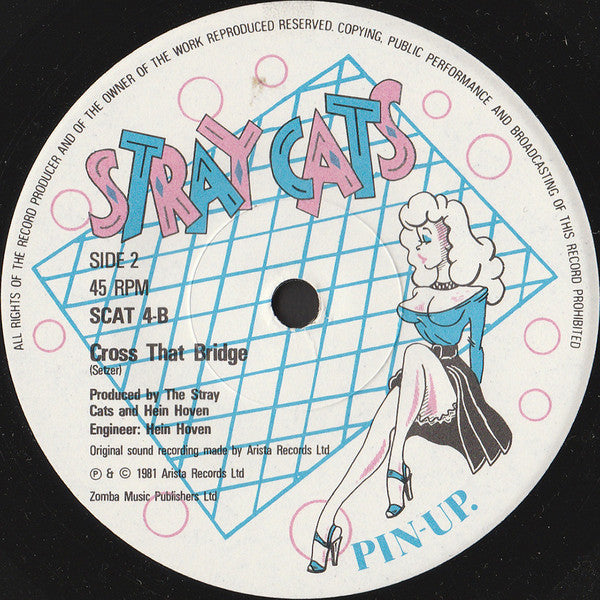 ALL RIGHTS OF THE RECORD PRODUCER AND OF THE OWNER OF THE WORK REPRODUCED RESERVED. COPYING, PUBLIC PERFORMANCE AND BROADCASTING OF THIS RECORD PROHIBITED
STRAY CATS
SIDE 2
45 RPM
SCAT 4-B
Cross That Bridge
(Setzer)
Produced by The Stray
Cats and Hein Hoven
Engineer: Hein Hoven
Original sound recording made by Arista Records Ltd
℗ & © 1981 Arista Records Ltd
Zomba Music Publishers Ltd
PIN-UP.